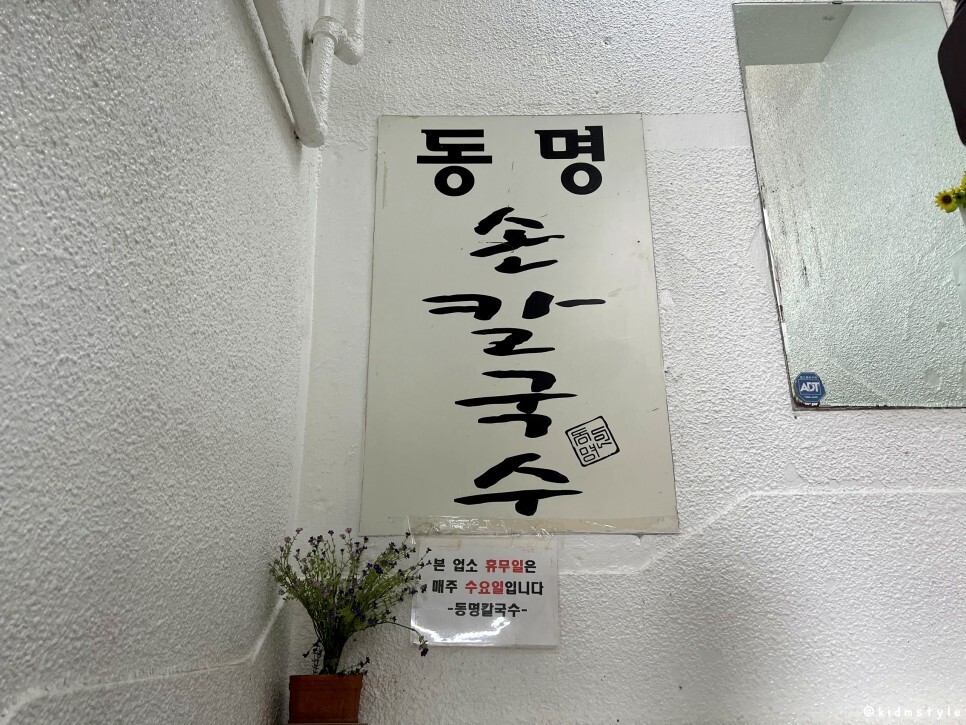 동명
손
칼
국
수
본 업소 휴무일은
매주 수요일입니다
-동명칼국수-
ADT
@kidmstyle